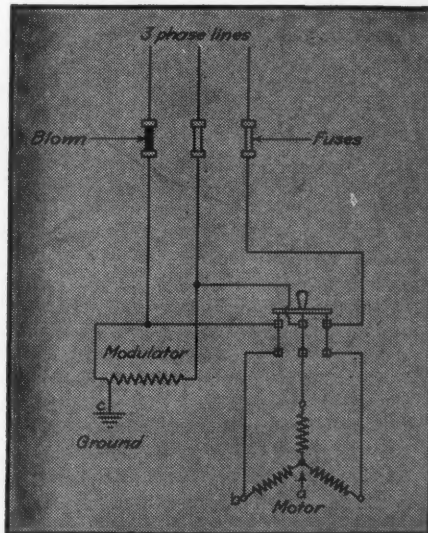 3 phase lines
Blown
Fuses
Modulator
c
Ground
b
a
Motor